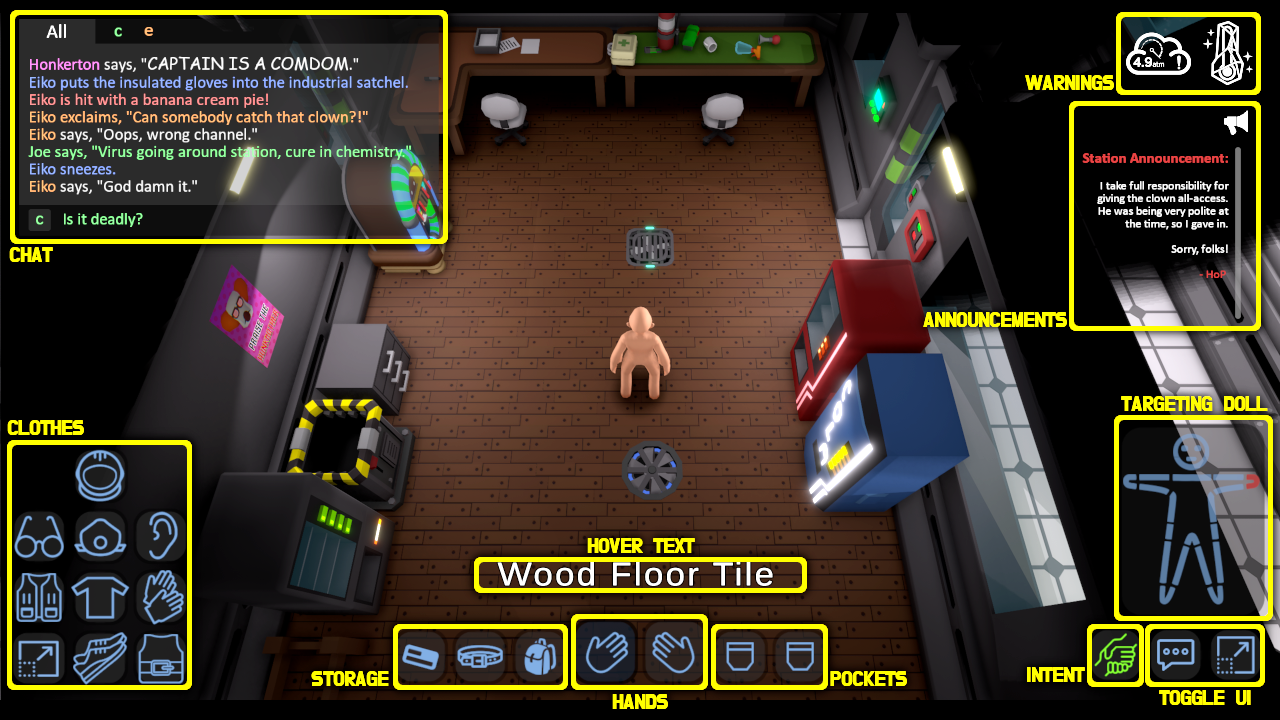 All c e
Honkerton says, "CAPTAIN IS A COMDOM."
Eiko puts the insulated gloves into the industrial satchel.
Eiko is hit with a banana cream pie!
Eiko exclaims, "Can somebody catch that clown?!"
Eiko says, "Oops, wrong channel."
Joe says, "Virus going around station, cure in chemistry."
Eiko sneezes.
Eiko says, "God damn it."
c Is it deadly?
CHAT
4.9atm
WARNINGS
Station Announcement:
I take full responsibility for
giving the clown all-access.
He was being very polite at
the time, so I gave in.
Sorry, folks!
- HoP
ANNOUNCEMENTS
TARGETING DOLL
CLOTHES
HOVER TEXT
Wood Floor Tile
STORAGE
HANDS
POCKETS
INTENT
TOGGLE UI